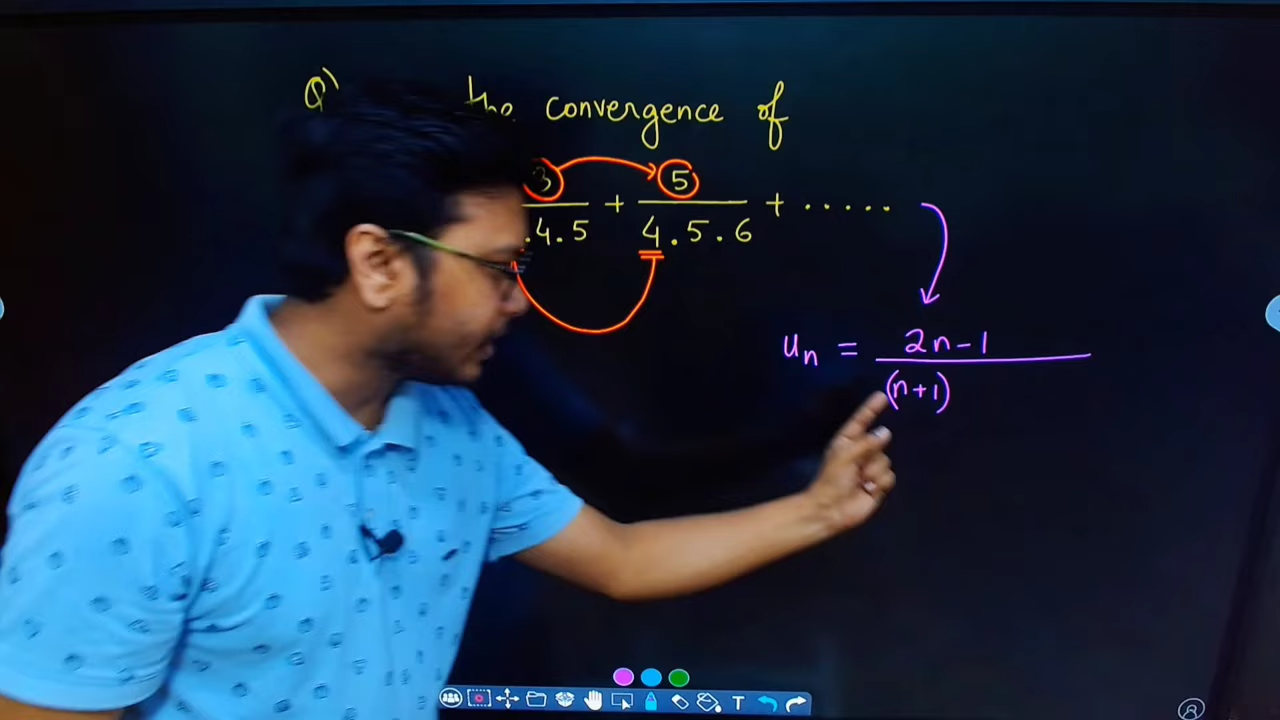 Q) the convergence of
3 + 5 + .....
.4.5 4.5.6
uₙ = 2n-1
(n+1)
T